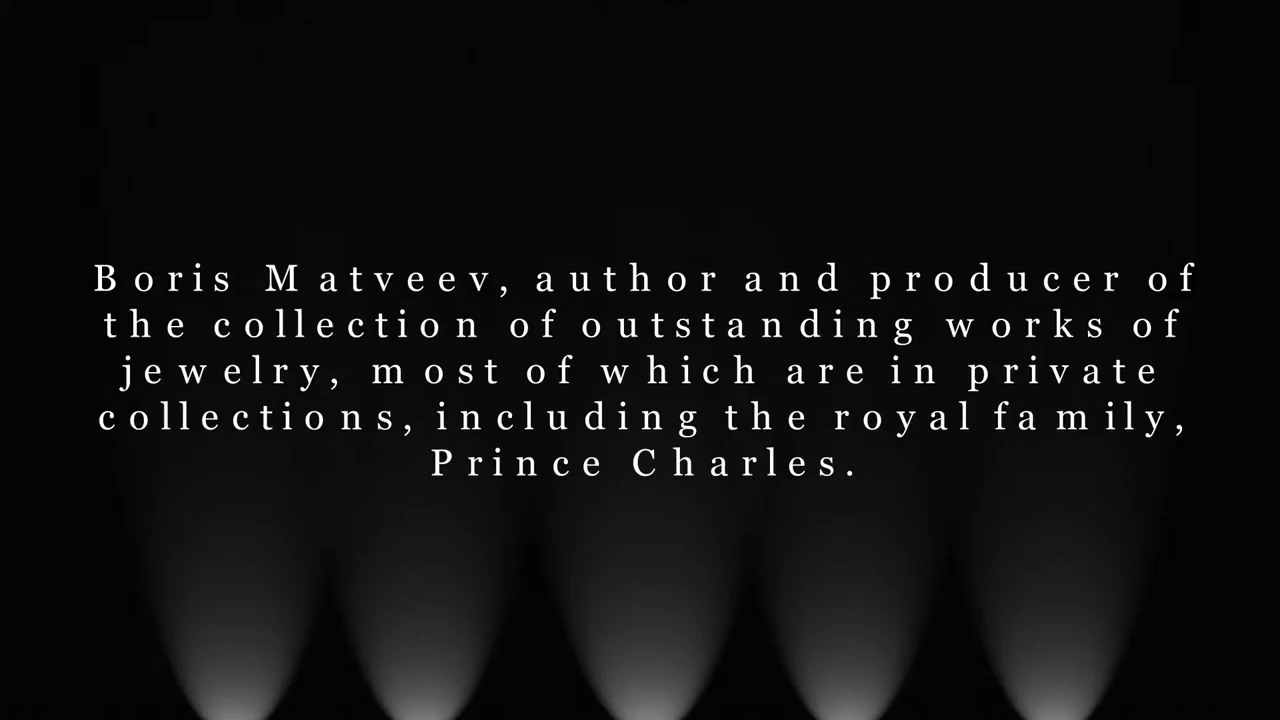 Boris Matveev, author and producer of
the collection of outstanding works of
jewelry, most of which are in private
collections, including the royal family,
Prince Charles.